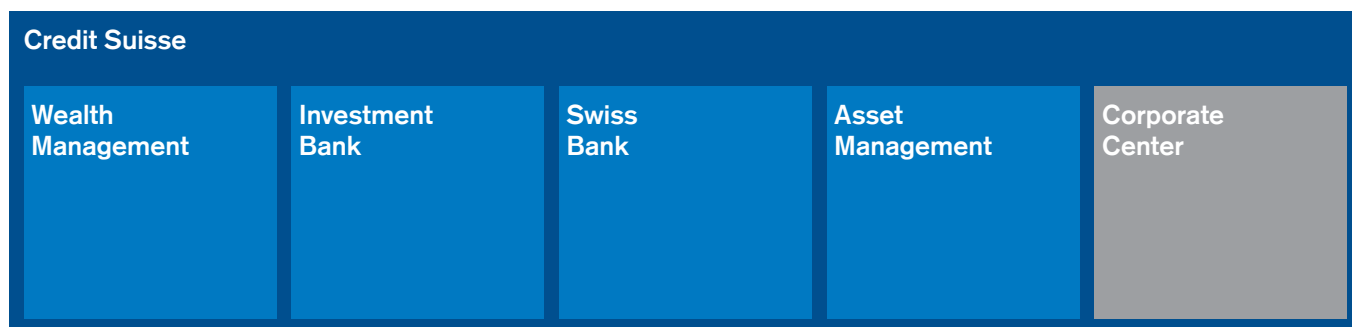 Credit Suisse
Wealth
Management
Investment
Bank
Swiss
Bank
Asset
Management
Corporate
Center